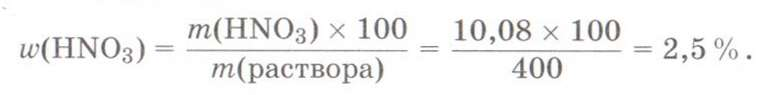 w(HNO₃) = m(HNO₃) × 100 / m(раствора) = 10,08 × 100 / 400 = 2,5 % .